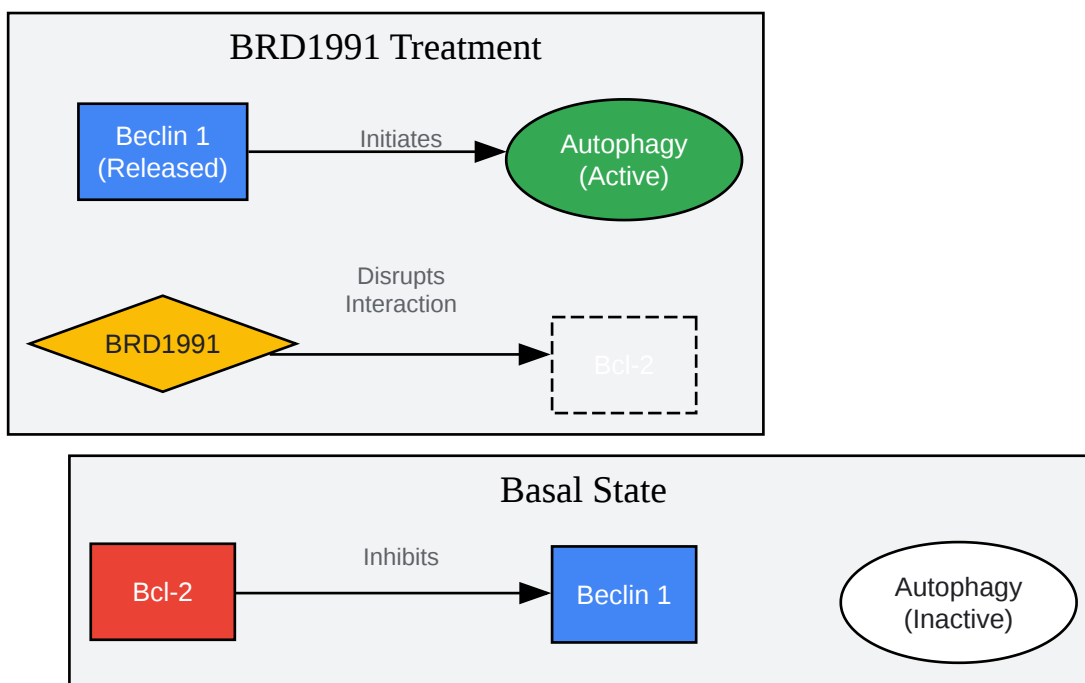 BRD1991 Treatment
Beclin 1
(Released)
Initiates
Autophagy
(Active)
Disrupts
Interaction
BRD1991
Bcl-2
Basal State
Bcl-2
Inhibits
Beclin 1
Autophagy
(Inactive)